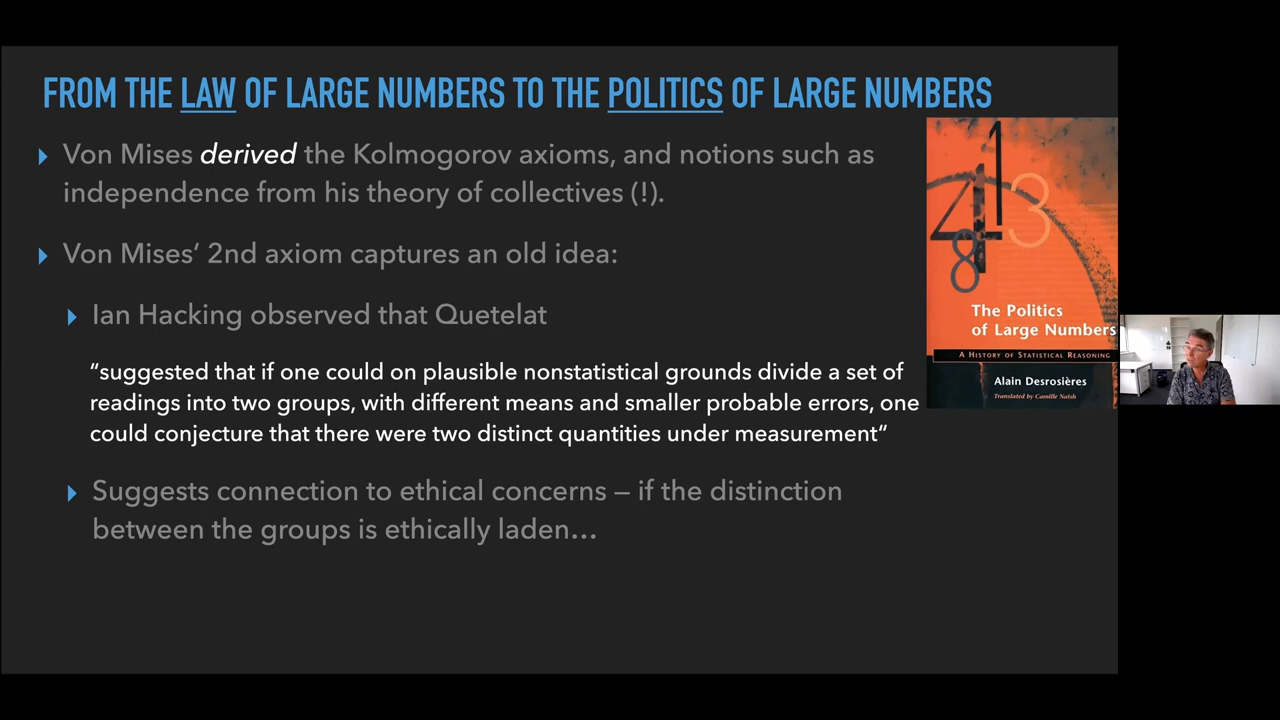 FROM THE LAW OF LARGE NUMBERS TO THE POLITICS OF LARGE NUMBERS
Von Mises derived the Kolmogorov axioms, and notions such as
independence from his theory of collectives (!).
Von Mises’ 2nd axiom captures an old idea:
Ian Hacking observed that Quetelat
“suggested that if one could on plausible nonstatistical grounds divide a set of
readings into two groups, with different means and smaller probable errors, one
could conjecture that there were two distinct quantities under measurement”
Suggests connection to ethical concerns – if the distinction
between the groups is ethically laden…
1
4
3
8
The Politics
of Large Numbers
A HISTORY OF STATISTICAL REASONING
Alain Desrosières
Translated by Camille Naish